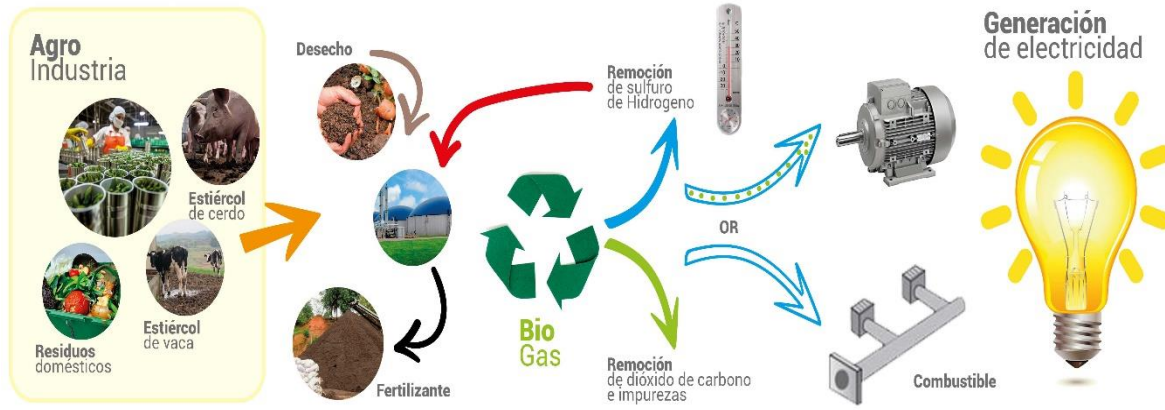 Agro
Industria
Estiércol
de cerdo
Estiércol
de vaca
Residuos
domésticos
Desecho
Fertilizante
Bio
Gas
Remoción
de sulfuro
de Hidrogeno
OR
Remoción
de dióxido de carbono
e impurezas
Combustible
Generación
de electricidad